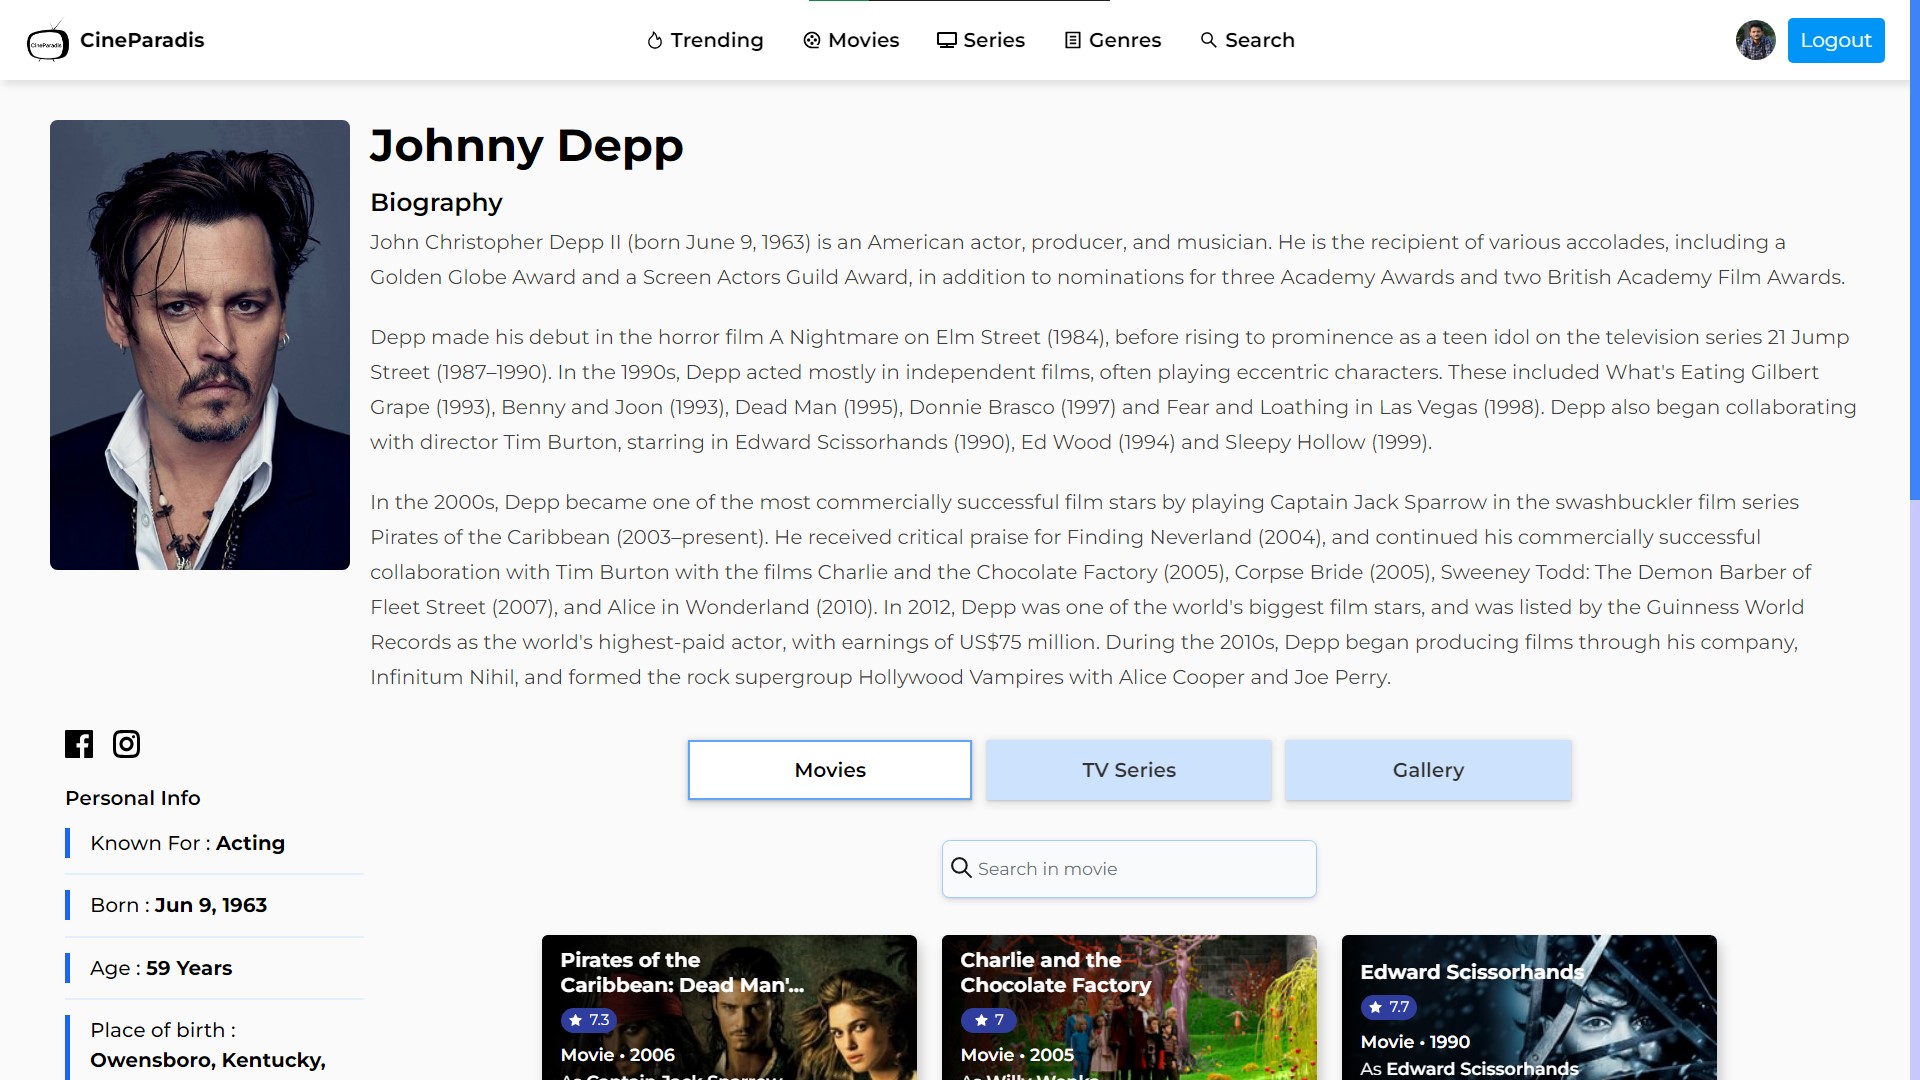 CineParadis
CineParadis
Trending
Movies
Series
Genres
Search
Logout
Johnny Depp
Biography
John Christopher Depp II (born June 9, 1963) is an American actor, producer, and musician. He is the recipient of various accolades, including a
Golden Globe Award and a Screen Actors Guild Award, in addition to nominations for three Academy Awards and two British Academy Film Awards.
Depp made his debut in the horror film A Nightmare on Elm Street (1984), before rising to prominence as a teen idol on the television series 21 Jump
Street (1987–1990). In the 1990s, Depp acted mostly in independent films, often playing eccentric characters. These included What's Eating Gilbert
Grape (1993), Benny and Joon (1993), Dead Man (1995), Donnie Brasco (1997) and Fear and Loathing in Las Vegas (1998). Depp also began collaborating
with director Tim Burton, starring in Edward Scissorhands (1990), Ed Wood (1994) and Sleepy Hollow (1999).
In the 2000s, Depp became one of the most commercially successful film stars by playing Captain Jack Sparrow in the swashbuckler film series
Pirates of the Caribbean (2003–present). He received critical praise for Finding Neverland (2004), and continued his commercially successful
collaboration with Tim Burton with the films Charlie and the Chocolate Factory (2005), Corpse Bride (2005), Sweeney Todd: The Demon Barber of
Fleet Street (2007), and Alice in Wonderland (2010). In 2012, Depp was one of the world's biggest film stars, and was listed by the Guinness World
Records as the world's highest-paid actor, with earnings of US$75 million. During the 2010s, Depp began producing films through his company,
Infinitum Nihil, and formed the rock supergroup Hollywood Vampires with Alice Cooper and Joe Perry.
Personal Info
Known For : Acting
Born : Jun 9, 1963
Age : 59 Years
Place of birth :
Owensboro, Kentucky,
Movies
TV Series
Gallery
Search in movie
Pirates of the
Caribbean: Dead Man'...
7.3
Movie • 2006
As Captain Jack Sparrow
Charlie and the
Chocolate Factory
7
Movie • 2005
As Willy Wonka
Edward Scissorhands
7.7
Movie • 1990
As Edward Scissorhands